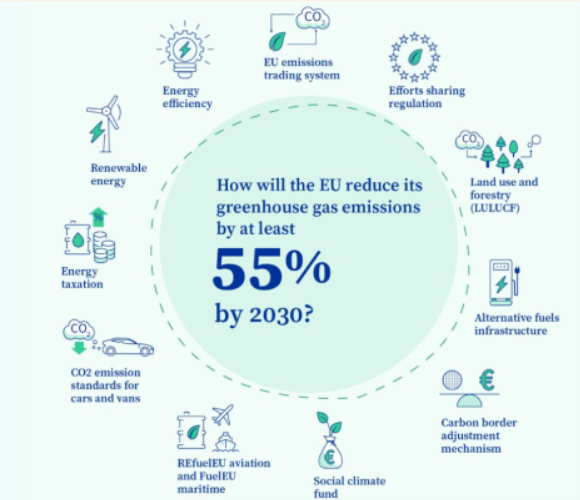 CO2
EU emissions
trading system
Energy
efficiency
Efforts sharing
regulation
Renewable
energy
CO2
Land use and
forestry
(LULUCF)
How will the EU reduce its
greenhouse gas emissions
by at least
55%
by 2030?
%
Energy
taxation
Alternative fuels
infrastructure
CO2
CO2 emission
standards for
cars and vans
€
Carbon border
adjustment
mechanism
REfuelEU aviation
and FuelEU
maritime
€
Social climate
fund